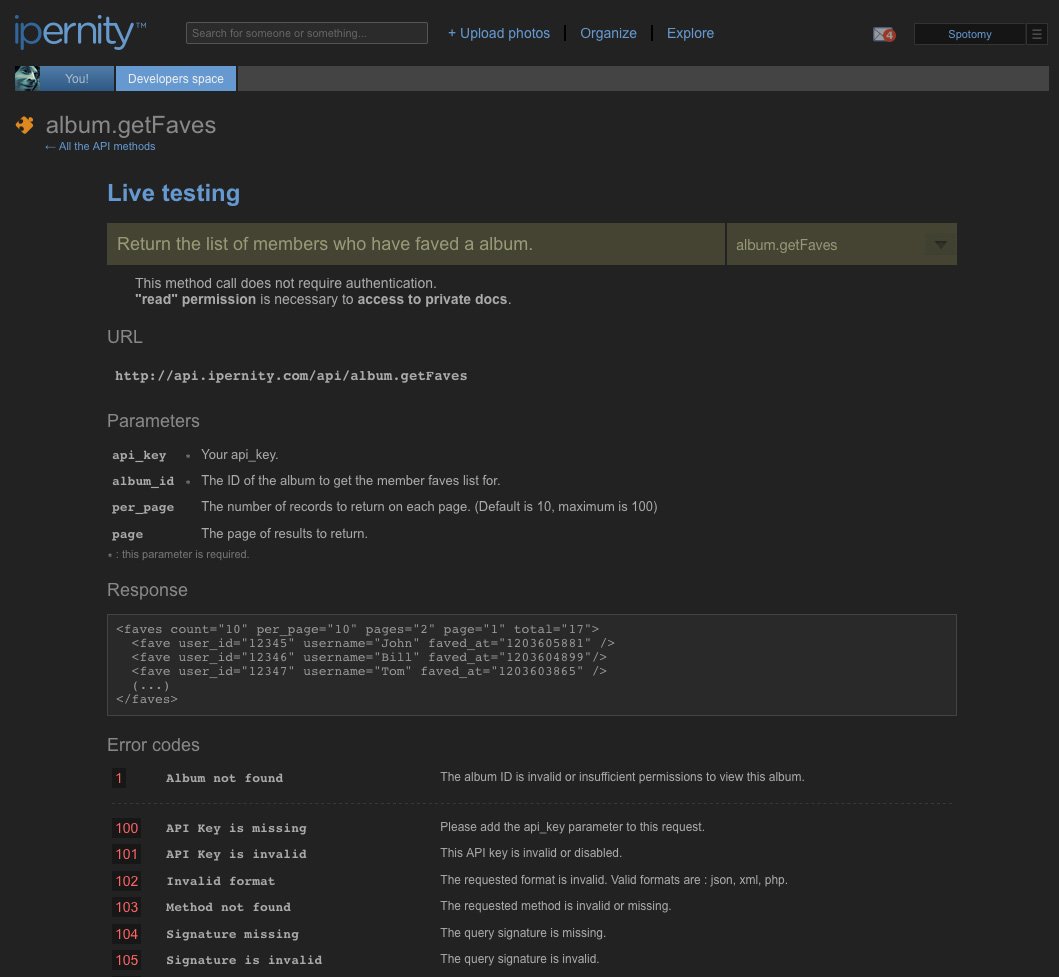 ipernity™
Search for someone or something...
+ Upload photos
Organize
Explore
4
Spotomy
You!
Developers space
album.getFaves
← All the API methods
Live testing
Return the list of members who have faved a album.
album.getFaves
This method call does not require authentication.
"read" permission is necessary to access to private docs.
URL
http://api.ipernity.com/api/album.getFaves
Parameters
api_key * Your api_key.
album_id * The ID of the album to get the member faves list for.
per_page The number of records to return on each page. (Default is 10, maximum is 100)
page The page of results to return.
* : this parameter is required.
Response
<faves count="10" per_page="10" pages="2" page="1" total="17">
<fave user_id="12345" username="John" faved_at="1203605881" />
<fave user_id="12346" username="Bill" faved_at="1203604899"/>
<fave user_id="12347" username="Tom" faved_at="1203603865" />
(...)
</faves>
Error codes
1 Album not found The album ID is invalid or insufficient permissions to view this album.
100 API Key is missing Please add the api_key parameter to this request.
101 API Key is invalid This API key is invalid or disabled.
102 Invalid format The requested format is invalid. Valid formats are : json, xml, php.
103 Method not found The requested method is invalid or missing.
104 Signature missing The query signature is missing.
105 Signature is invalid The query signature is invalid.